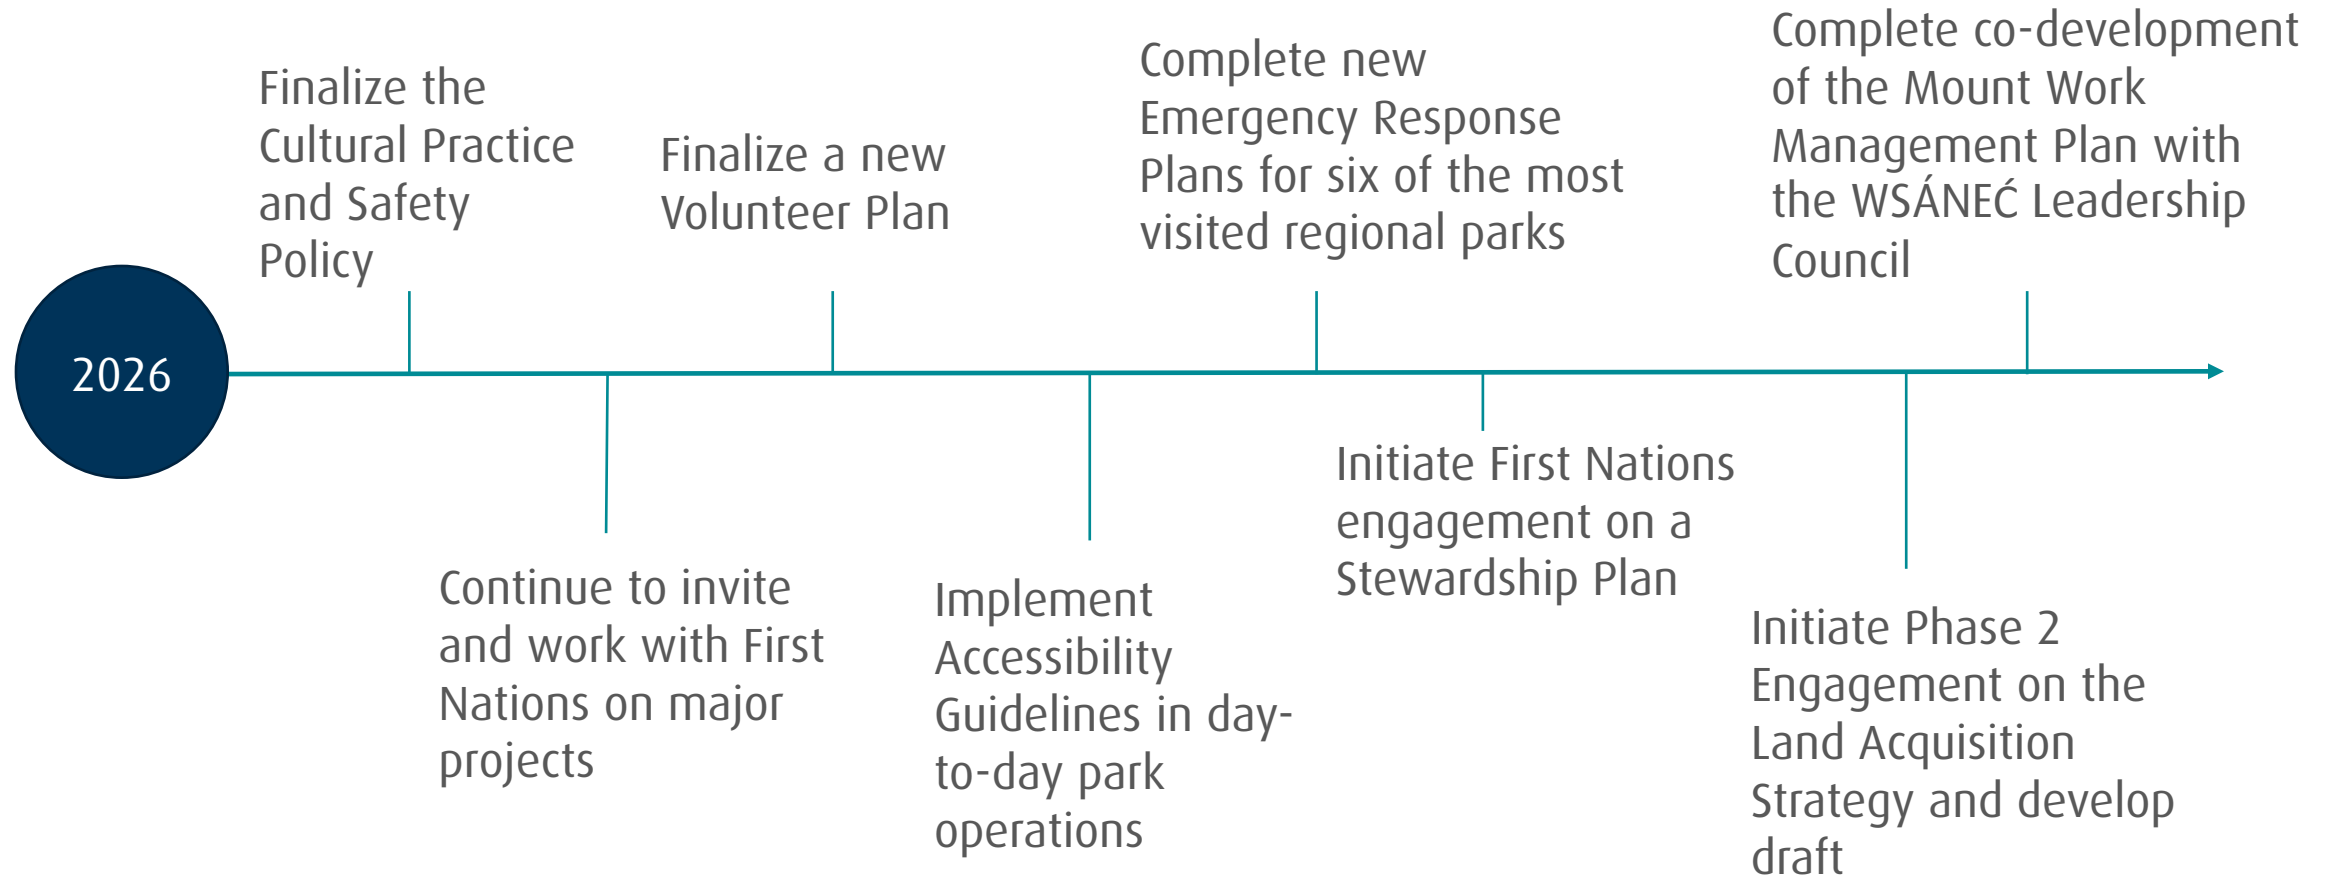 2026
Finalize the
Cultural Practice
and Safety
Policy
Continue to invite
and work with First
Nations on major
projects
Finalize a new
Volunteer Plan
Implement
Accessibility
Guidelines in day-
to-day park
operations
Complete new
Emergency Response
Plans for six of the most
visited regional parks
Initiate First Nations
engagement on a
Stewardship Plan
Initiate Phase 2
Engagement on the
Land Acquisition
Strategy and develop
draft
Complete co-development
of the Mount Work
Management Plan with
the WSÁNEĆ Leadership
Council